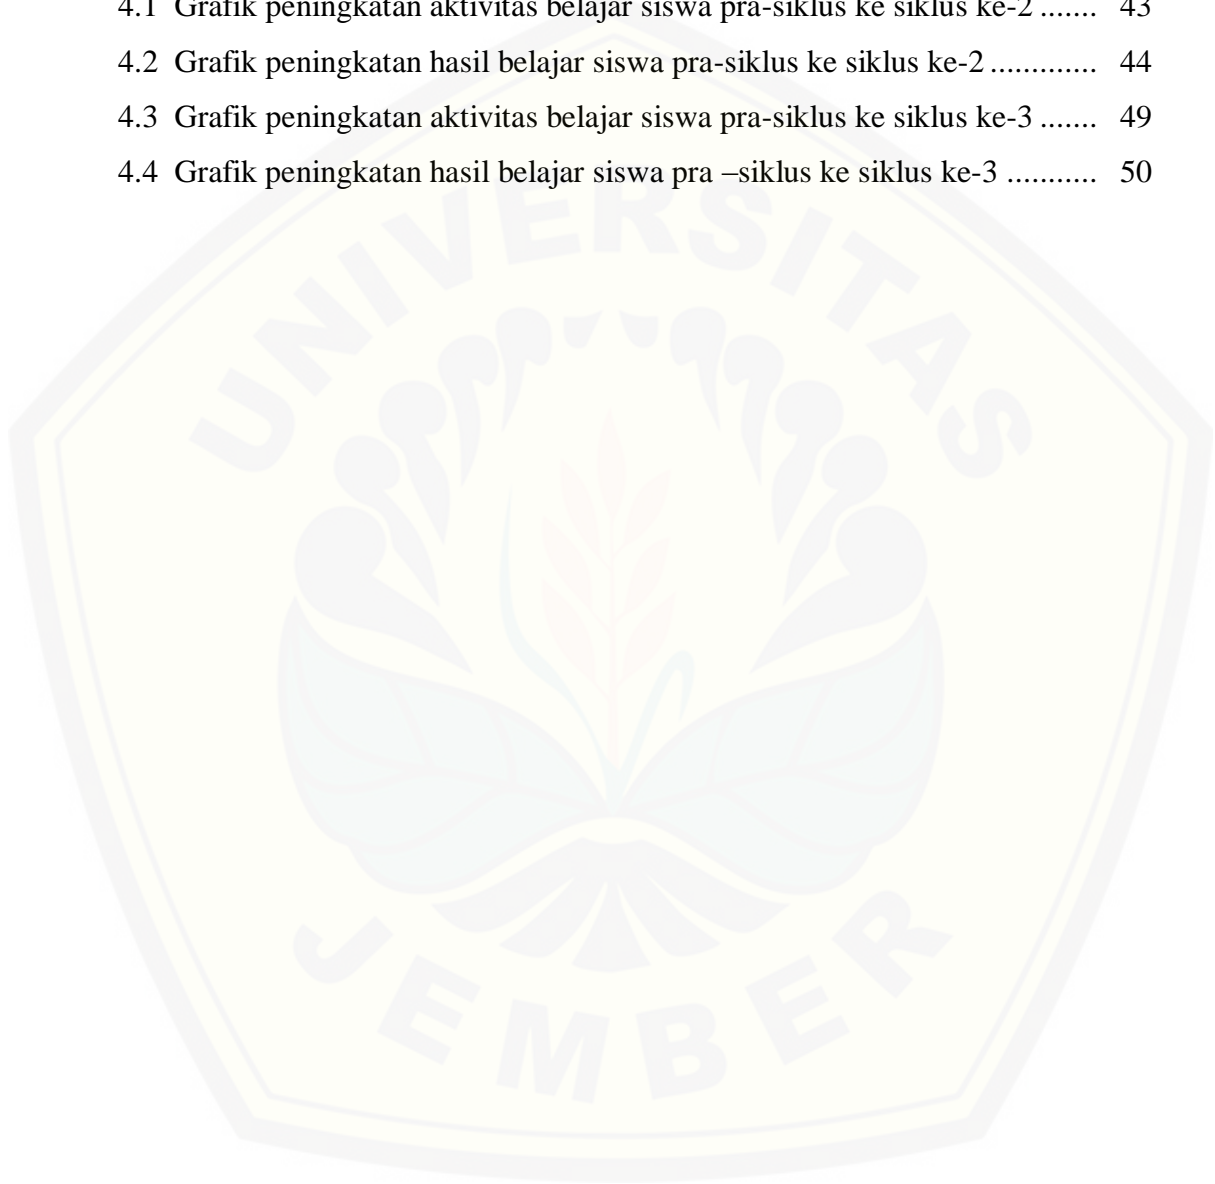 4.1 Grafik peningkatan aktivitas belajar siswa pra-siklus ke siklus ke-2 ....... 43
4.2 Grafik peningkatan hasil belajar siswa pra-siklus ke siklus ke-2 ............. 44
4.3 Grafik peningkatan aktivitas belajar siswa pra-siklus ke siklus ke-3 ....... 49
4.4 Grafik peningkatan hasil belajar siswa pra –siklus ke siklus ke-3 ........... 50
UNIVERSITAS
JEMBER